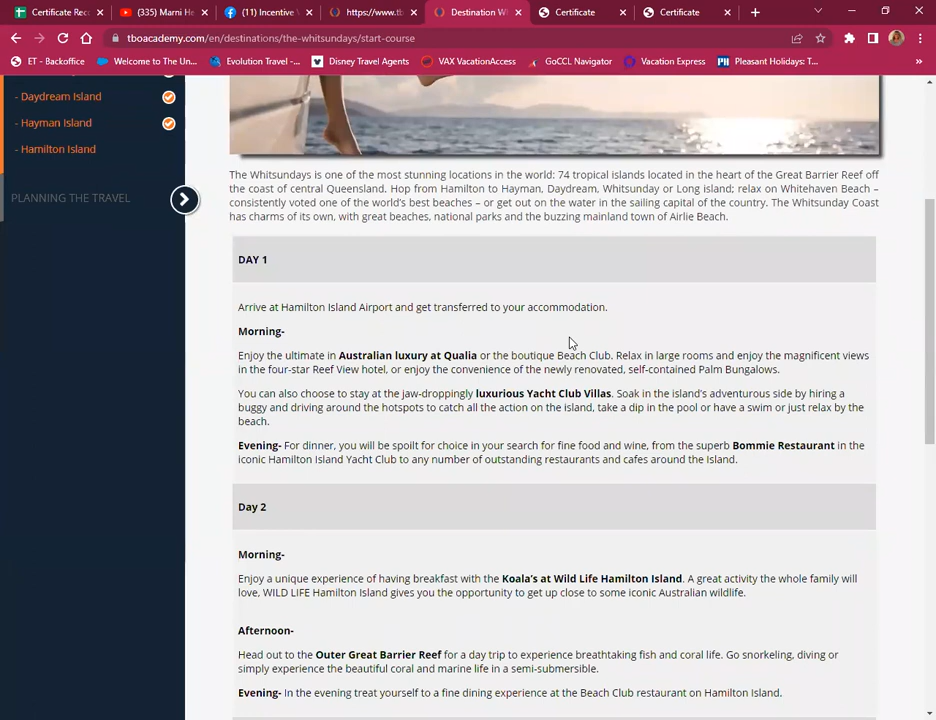 Certificate Rec
(335) Marni He
(11) Incentive
https://www.tb
Destination W
Certificate
Certificate
tboacademy.com/en/destinations/the-whitsundays/start-course
ET - Backoffice
Welcome to The Un...
Evolution Travel -...
Disney Travel Agents
VAX VacationAccess
GoCCL Navigator
Vacation Express
Pleasant Holidays: T...
»
- Daydream Island
- Hayman Island
- Hamilton Island
PLANNING THE TRAVEL
The Whitsundays is one of the most stunning locations in the world: 74 tropical islands located in the heart of the Great Barrier Reef off
the coast of central Queensland. Hop from Hamilton to Hayman, Daydream, Whitsunday or Long island; relax on Whitehaven Beach –
consistently voted one of the world's best beaches – or get out on the water in the sailing capital of the country. The Whitsunday Coast
has charms of its own, with great beaches, national parks and the buzzing mainland town of Airlie Beach.
DAY 1
Arrive at Hamilton Island Airport and get transferred to your accommodation.
Morning-
Enjoy the ultimate in Australian luxury at Qualia or the boutique Beach Club. Relax in large rooms and enjoy the magnificent views
in the four-star Reef View hotel, or enjoy the convenience of the newly renovated, self-contained Palm Bungalows.
You can also choose to stay at the jaw-droppingly luxurious Yacht Club Villas. Soak in the island's adventurous side by hiring a
buggy and driving around the hotspots to catch all the action on the island, take a dip in the pool or have a swim or just relax by the
beach.
Evening- For dinner, you will be spoilt for choice in your search for fine food and wine, from the superb Bommie Restaurant in the
iconic Hamilton Island Yacht Club to any number of outstanding restaurants and cafes around the Island.
Day 2
Morning-
Enjoy a unique experience of having breakfast with the Koala's at Wild Life Hamilton Island. A great activity the whole family will
love, WILD LIFE Hamilton Island gives you the opportunity to get up close to some iconic Australian wildlife.
Afternoon-
Head out to the Outer Great Barrier Reef for a day trip to experience breathtaking fish and coral life. Go snorkeling, diving or
simply experience the beautiful coral and marine life in a semi-submersible.
Evening- In the evening treat yourself to a fine dining experience at the Beach Club restaurant on Hamilton Island.